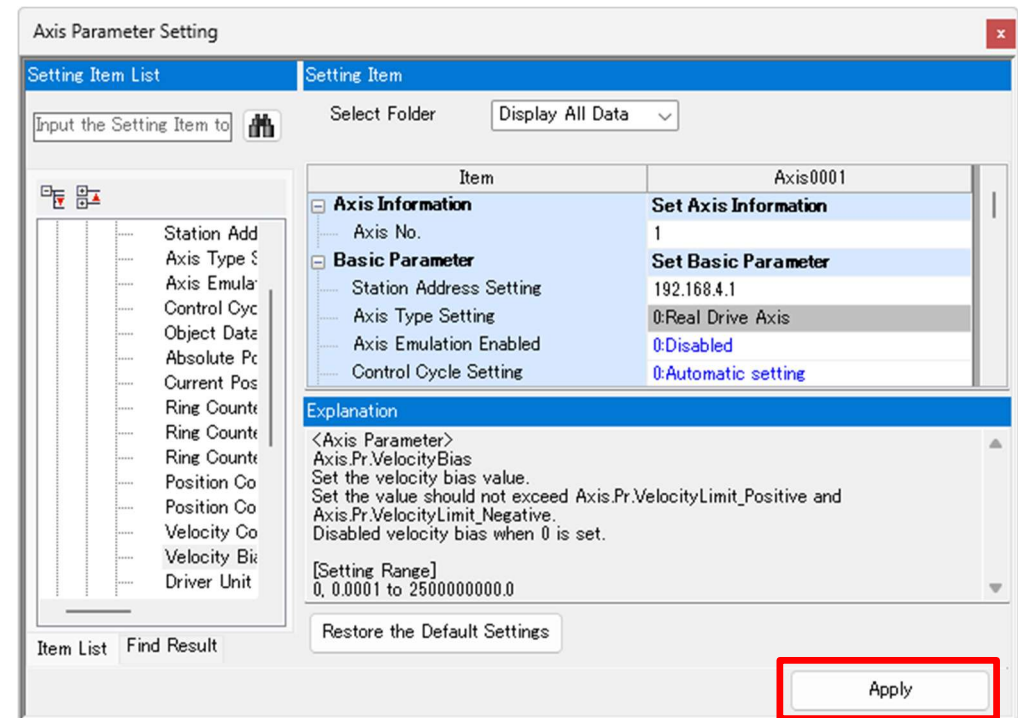 Axis Parameter Setting
x
Setting Item List
Setting Item
Input the Setting Item to
Select Folder
Display All Data
Station Add
Axis Type
Axis Emula
Control Cyc
Object Data
Absolute Po
Current Pos
Ring Counte
Ring Counte
Ring Counte
Position Co
Position Co
Velocity Co
Velocity Bia
Driver Unit
Item List Find Result
Item Axis0001
Axis Information Set Axis Information
Axis No. 1
Basic Parameter Set Basic Parameter
Station Address Setting 192.168.4.1
Axis Type Setting 0:Real Drive Axis
Axis Emulation Enabled 0:Disabled
Control Cycle Setting 0:Automatic setting
Explanation
<Axis Parameter>
Axis.Pr.VelocityBias
Set the velocity bias value.
Set the value should not exceed Axis.Pr.VelocityLimit_Positive and
Axis.Pr.VelocityLimit_Negative.
Disabled velocity bias when 0 is set.
[Setting Range]
0, 0.0001 to 2500000000.0
Restore the Default Settings
Apply